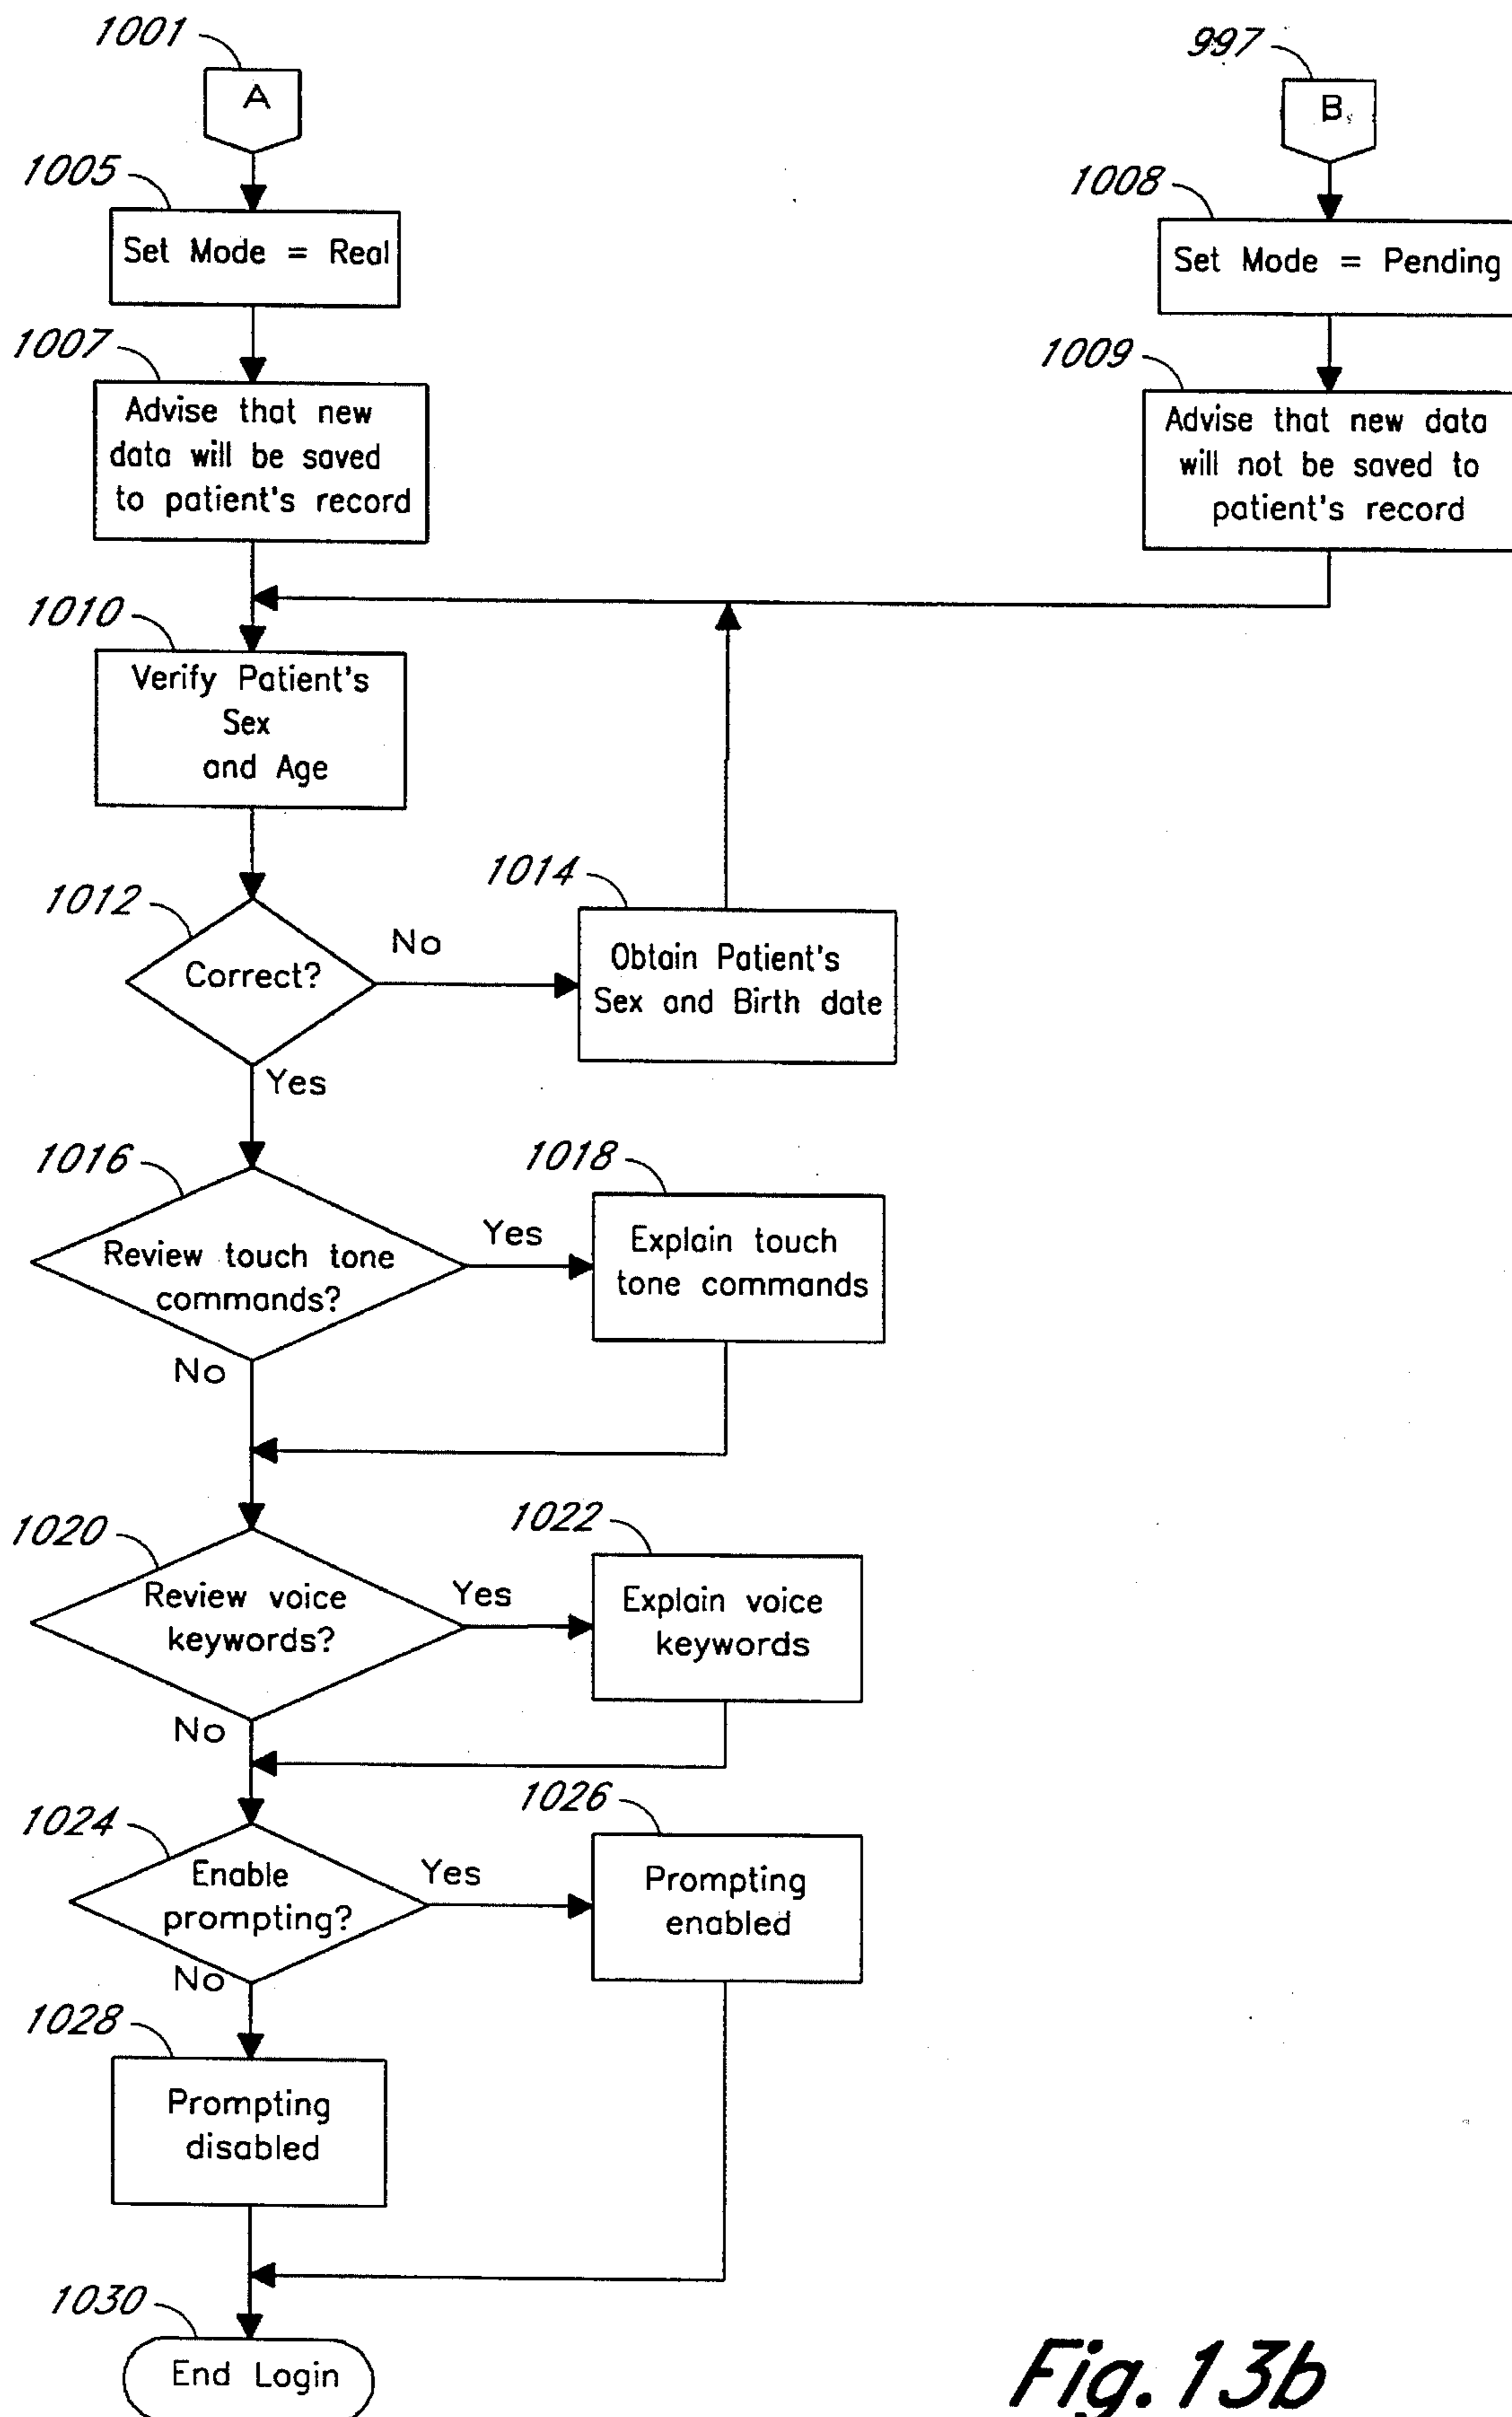 1001
A
997
B
1005
Set Mode = Real
1008
Set Mode = Pending
1007
Advise that new
data will be saved
to patient's record
1009
Advise that new data
will not be saved to
patient's record
1010
Verify Patient's
Sex
and Age
1012
Correct?
No
Yes
1014
Obtain Patient's
Sex and Birth date
1016
Review touch tone
commands?
Yes
No
1018
Explain touch
tone commands
1020
Review voice
keywords?
Yes
No
1022
Explain voice
keywords
1024
Enable
prompting?
Yes
No
1026
Prompting
enabled
1028
Prompting
disabled
1030
End Login
Fig. 13b